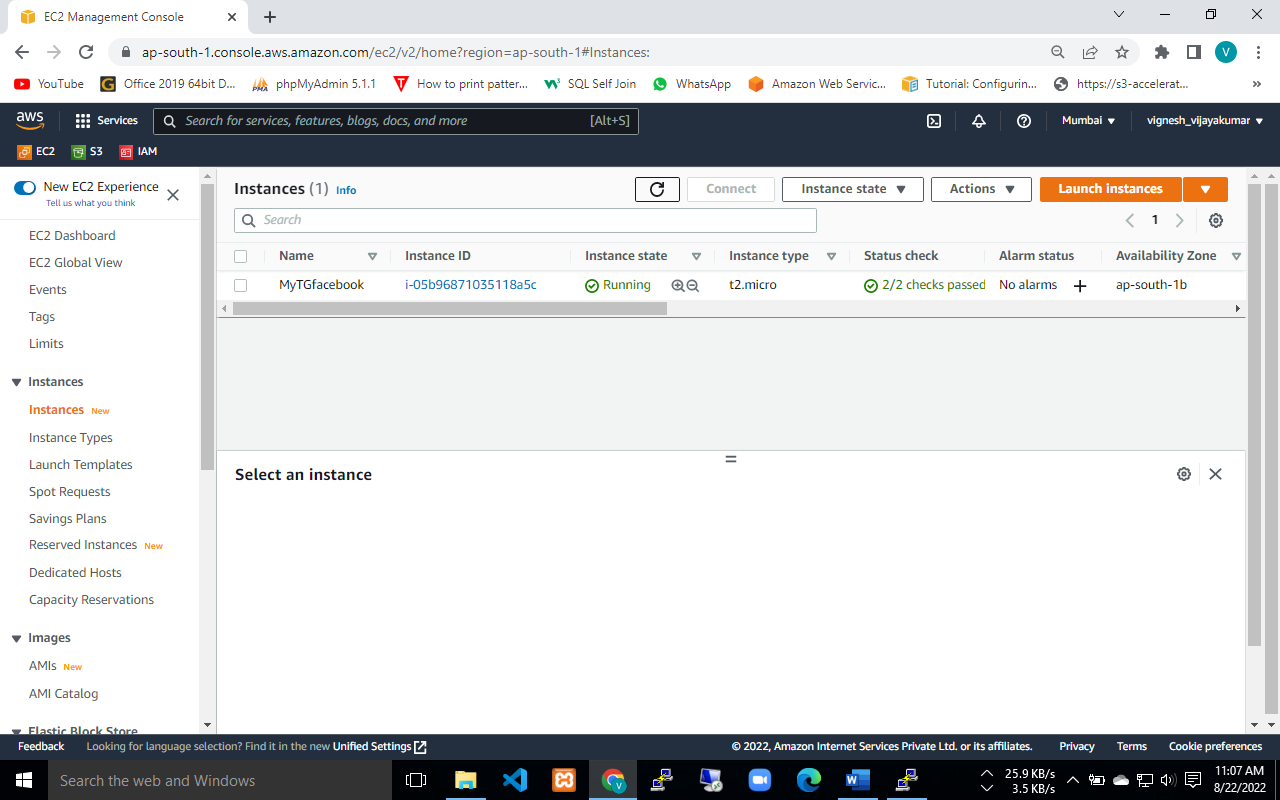 EC2 Management Console
ap-south-1.console.aws.amazon.com/ec2/v2/home?region=ap-south-1#Instances:
V
YouTube
G Office 2019 64bit D...
PMA phpMyAdmin 5.1.1
How to print patter...
SQL Self Join
WhatsApp
Amazon Web Servic...
Tutorial: Configurin...
https://s3-accelerat...
»
aws
Services
Search for services, features, blogs, docs, and more [Alt+S]
Mumbai
vignesh_vijayakumar
EC2 S3 IAM
New EC2 Experience
Tell us what you think
EC2 Dashboard
EC2 Global View
Events
Tags
Limits
Instances
Instances New
Instance Types
Launch Templates
Spot Requests
Savings Plans
Reserved Instances New
Dedicated Hosts
Capacity Reservations
Images
AMIs New
AMI Catalog
Elastic Block Store
Instances (1) Info
Connect
Instance state
Actions
Launch instances
Search
1
Name Instance ID Instance state Instance type Status check Alarm status Availability Zone
MyTGfacebook i-05b96871035118a5c Running t2.micro 2/2 checks passed No alarms + ap-south-1b
Select an instance
Feedback Looking for language selection? Find it in the new Unified Settings © 2022, Amazon Internet Services Private Ltd. or its affiliates. Privacy Terms Cookie preferences
Search the web and Windows
25.9 KB/s
3.5 KB/s
11:07 AM
8/22/2022